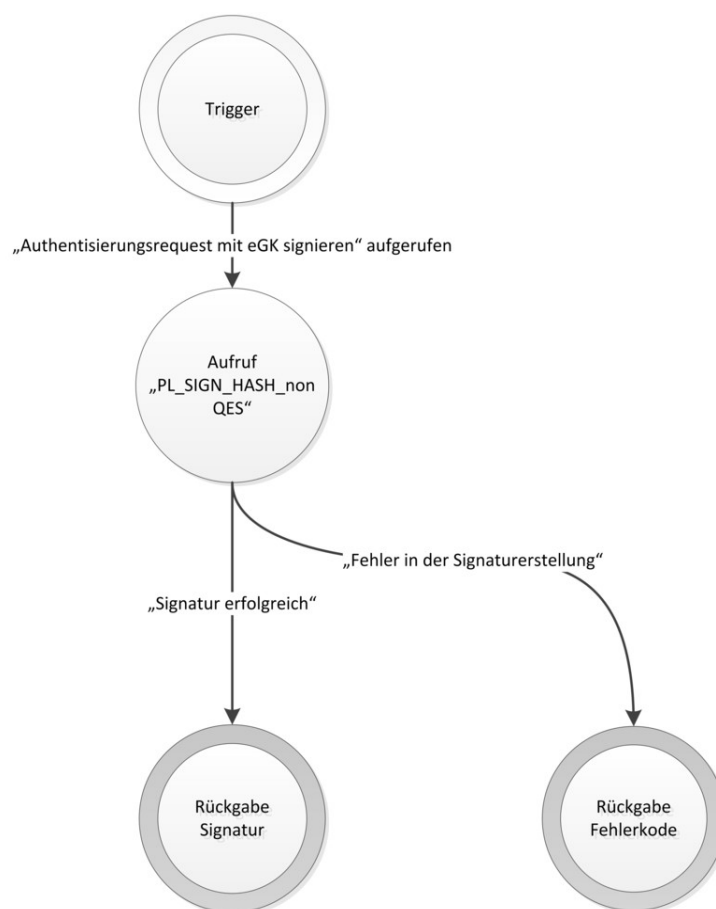 Trigger
„Authentisierungsrequest mit eGK signieren“ aufgerufen
Aufruf
„PL_SIGN_HASH_non
QES“
„Fehler in der Signaturerstellung“
„Signatur erfolgreich“
Rückgabe
Signatur
Rückgabe
Fehlerkode